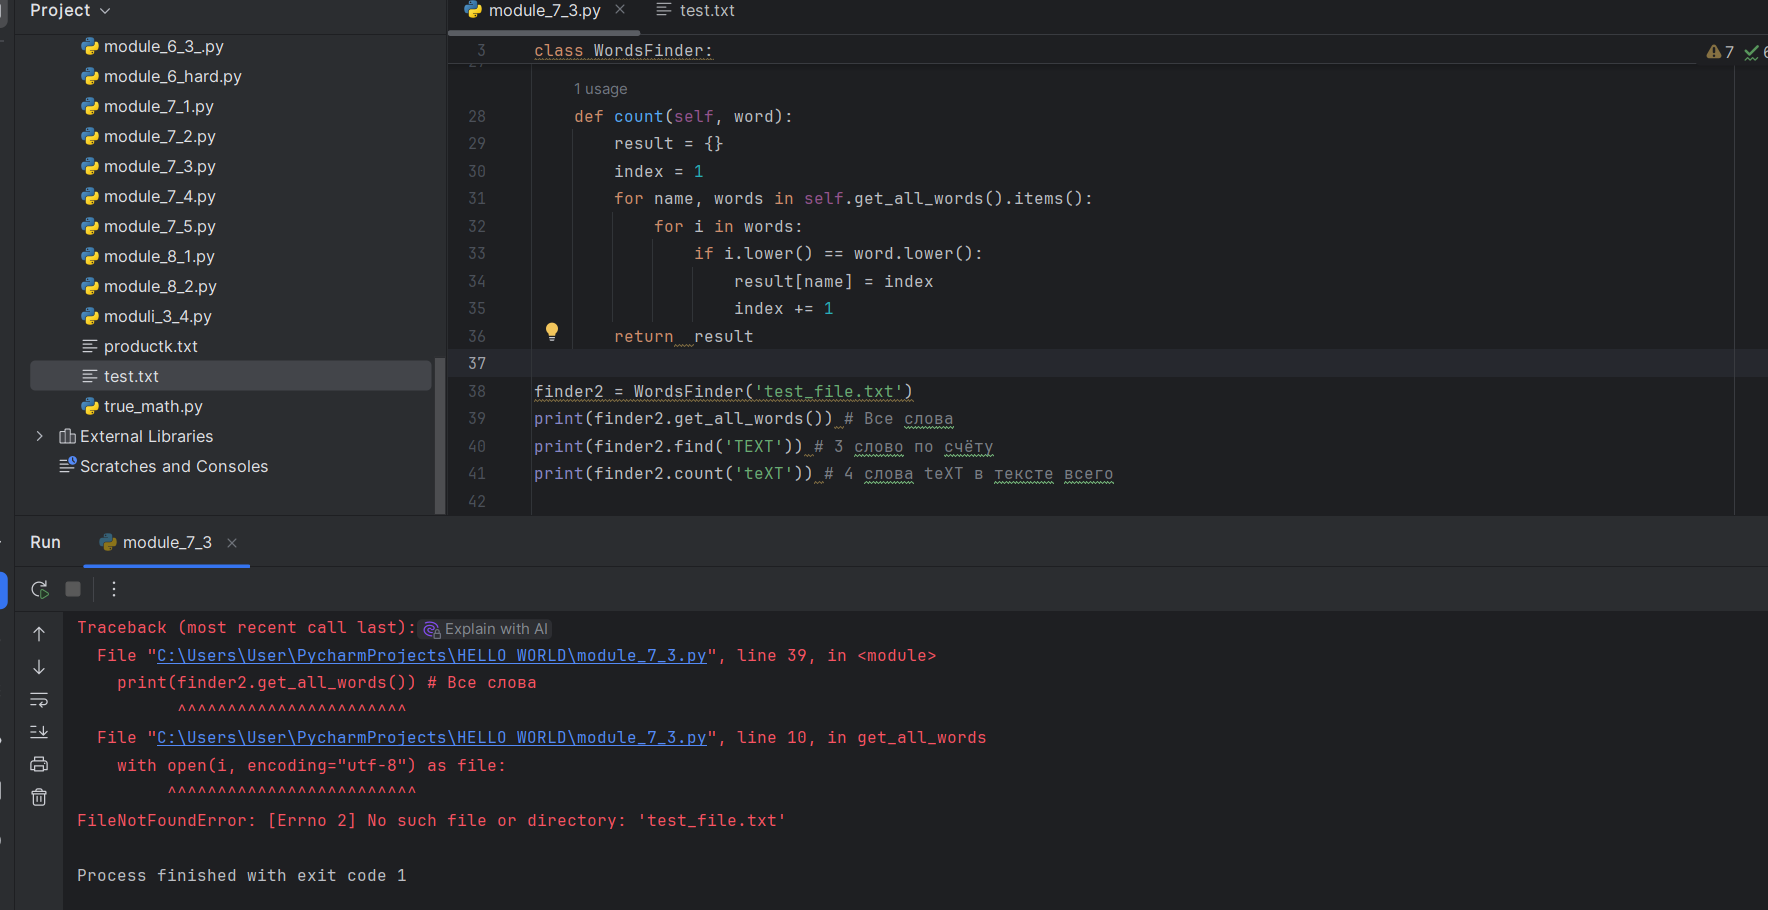 Project
module_6_3_.py
module_6_hard.py
module_7_1.py
module_7_2.py
module_7_3.py
module_7_4.py
module_7_5.py
module_8_1.py
module_8_2.py
moduli_3_4.py
productk.txt
test.txt
true_math.py
External Libraries
Scratches and Consoles
module_7_3.py
test.txt
3 class WordsFinder:
7
1 usage
28 def count(self, word):
29 result = {}
30 index = 1
31 for name, words in self.get_all_words().items():
32 for i in words:
33 if i.lower() == word.lower():
34 result[name] = index
35 index += 1
36 return  result
37
38 finder2 = WordsFinder('test_file.txt')
39 print(finder2.get_all_words()) # Все слова
40 print(finder2.find('TEXT')) # 3 слово по счёту
41 print(finder2.count('teXT')) # 4 слова teXT в тексте всего
42
Run module_7_3
Traceback (most recent call last): Explain with AI
File "C:\Users\User\PycharmProjects\HELLO WORLD\module_7_3.py", line 39, in <module>
print(finder2.get_all_words()) # Все слова
^^^^^^^^^^^^^^^^^^^^^^^
File "C:\Users\User\PycharmProjects\HELLO WORLD\module_7_3.py", line 10, in get_all_words
with open(i, encoding="utf-8") as file:
^^^^^^^^^^^^^^^^^^^^^^^^^
FileNotFoundError: [Errno 2] No such file or directory: 'test_file.txt'
Process finished with exit code 1